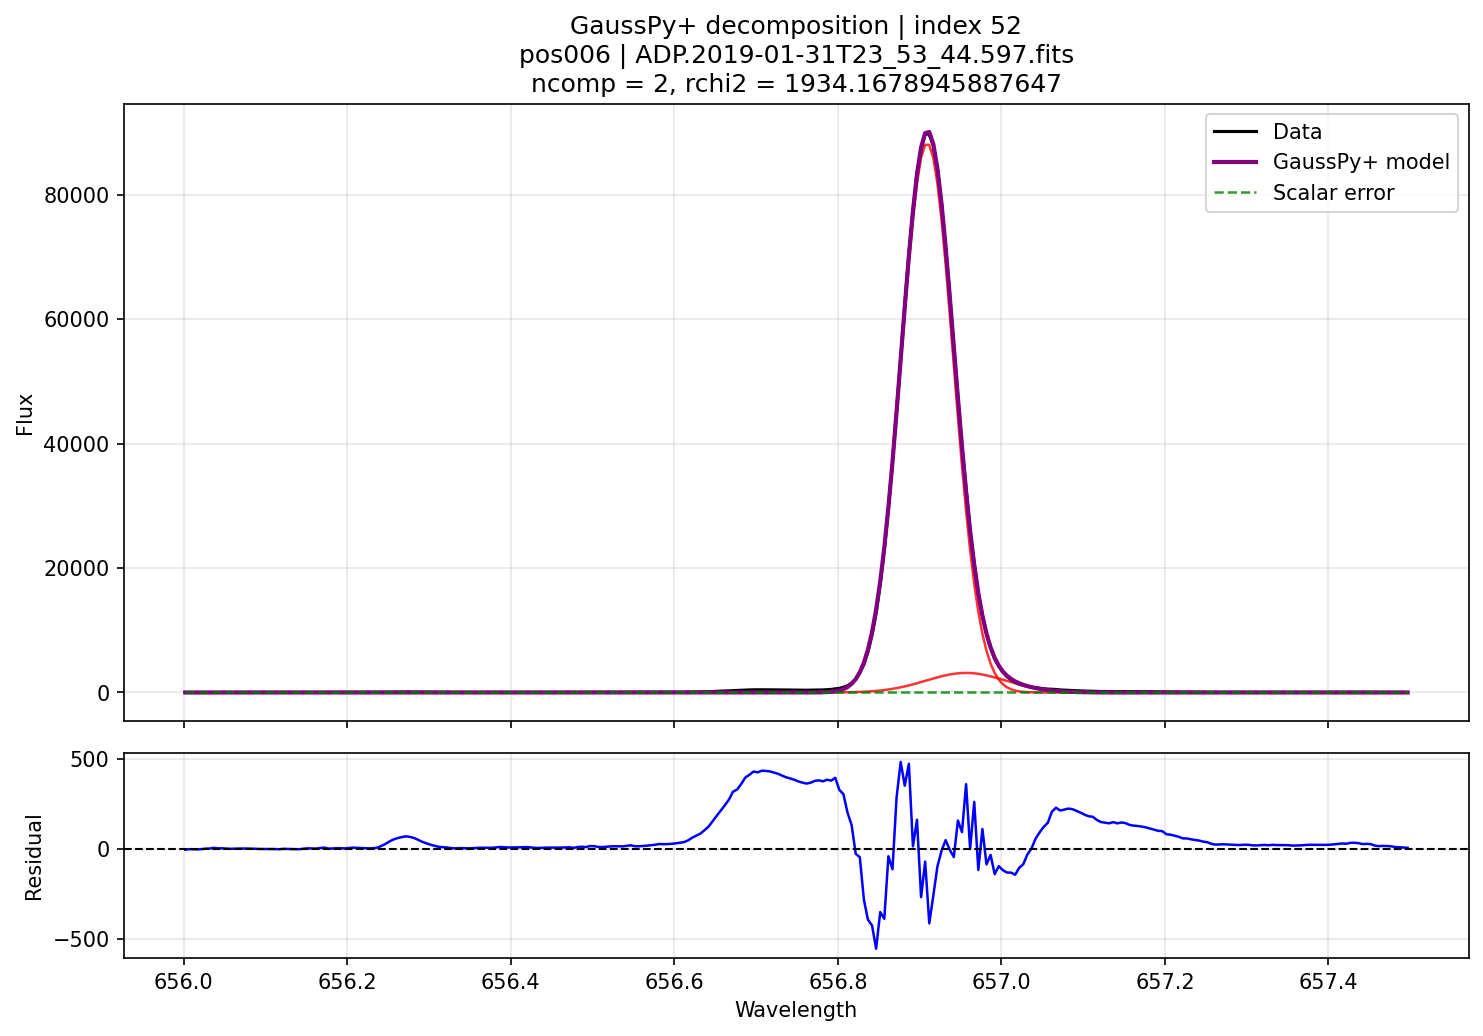 GaussPy+ decomposition | index 52
pos006 | ADP.2019-01-31T23_53_44.597.fits
ncomp = 2, rchi2 = 1934.1678945887647
Data
GaussPy+ model
Scalar error
Flux
80000
60000
40000
20000
0
Residual
500
0
−500
656.0
656.2
656.4
656.6
656.8
657.0
657.2
657.4
Wavelength